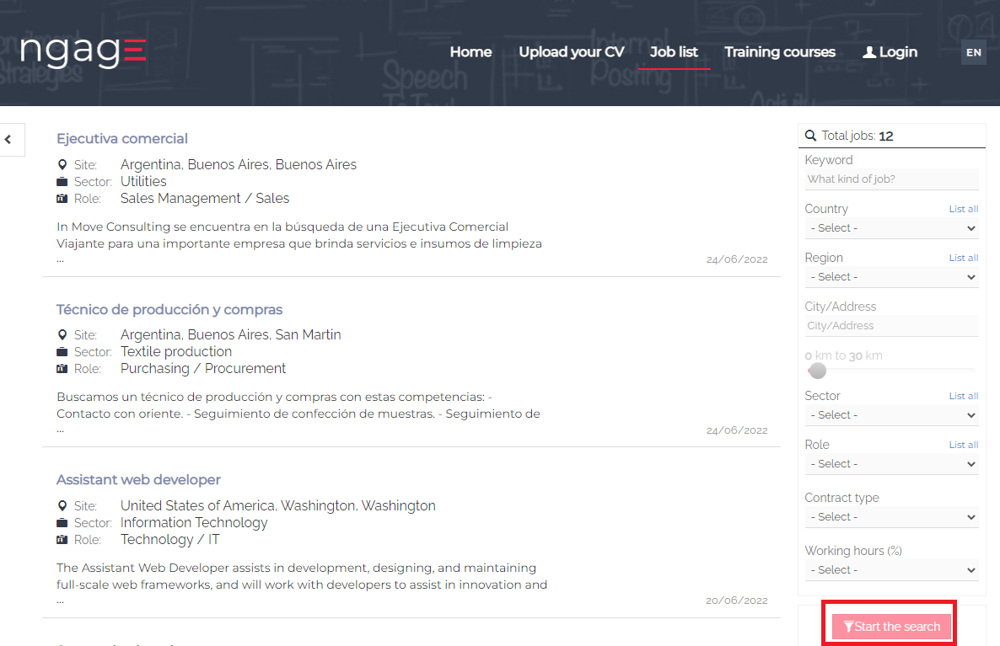 ngage
Home Upload your CV Job list Training courses Login EN
Internal
Posting
Strategies
Speech
To Text
Activity
Ejecutiva comercial
Site: Argentina, Buenos Aires, Buenos Aires
Sector: Utilities
Role: Sales Management / Sales
In Move Consulting se encuentra en la búsqueda de una Ejecutiva Comercial
Viajante para una importante empresa que brinda servicios e insumos de limpieza
...
24/06/2022
Técnico de producción y compras
Site: Argentina, Buenos Aires, San Martin
Sector: Textile production
Role: Purchasing / Procurement
Buscamos un técnico de producción y compras con estas competencias: -
Contacto con oriente. - Seguimiento de confección de muestras. - Seguimiento de
...
24/06/2022
Assistant web developer
Site: United States of America, Washington, Washington
Sector: Information Technology
Role: Technology / IT
The Assistant Web Developer assists in development, designing, and maintaining
full-scale web frameworks, and will work with developers to assist in innovation and
...
20/06/2022
Total jobs: 12
Keyword
What kind of job?
Country List all
- Select -
Region List all
- Select -
City/Address
City/Address
0 km to 30 km
Sector List all
- Select -
Role List all
- Select -
Contract type
- Select -
Working hours (%)
- Select -
Start the search